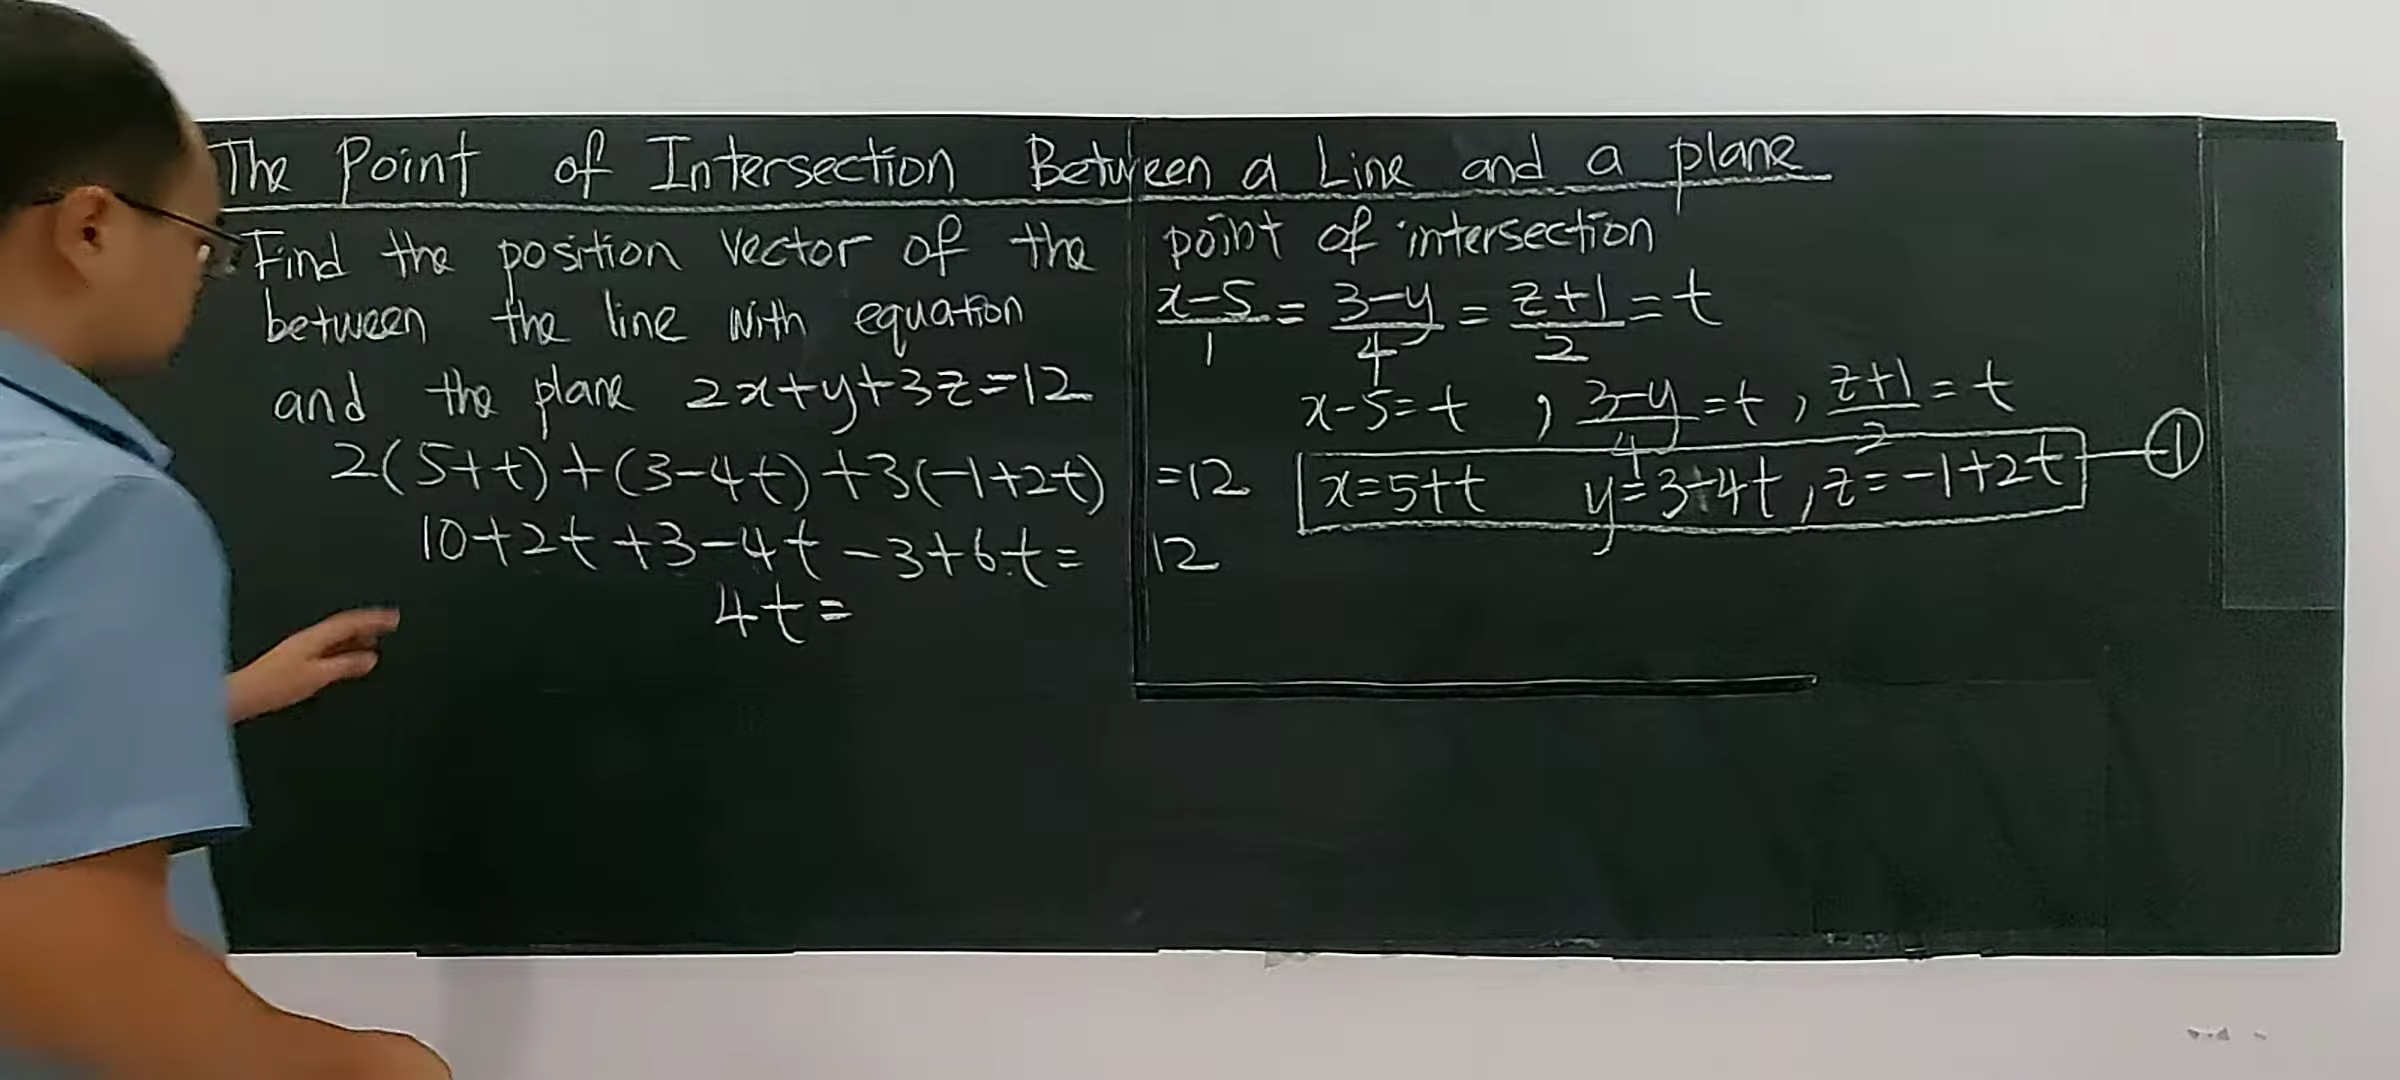 The Point of Intersection Between a Line and a plane
Find the position vector of the point of intersection
between the line with equation x-5/1 = 3-y/4 = z+1/2 = t
and the plane 2x+y+3z=12
x-5=t , 3-y/4=t , z+1/2=t
2(5+t)+(3-4t)+3(-1+2t) =12
x=5+t y=3-4t , z=-1+2t — ①
10+2t+3-4t-3+6t= 12
4t=